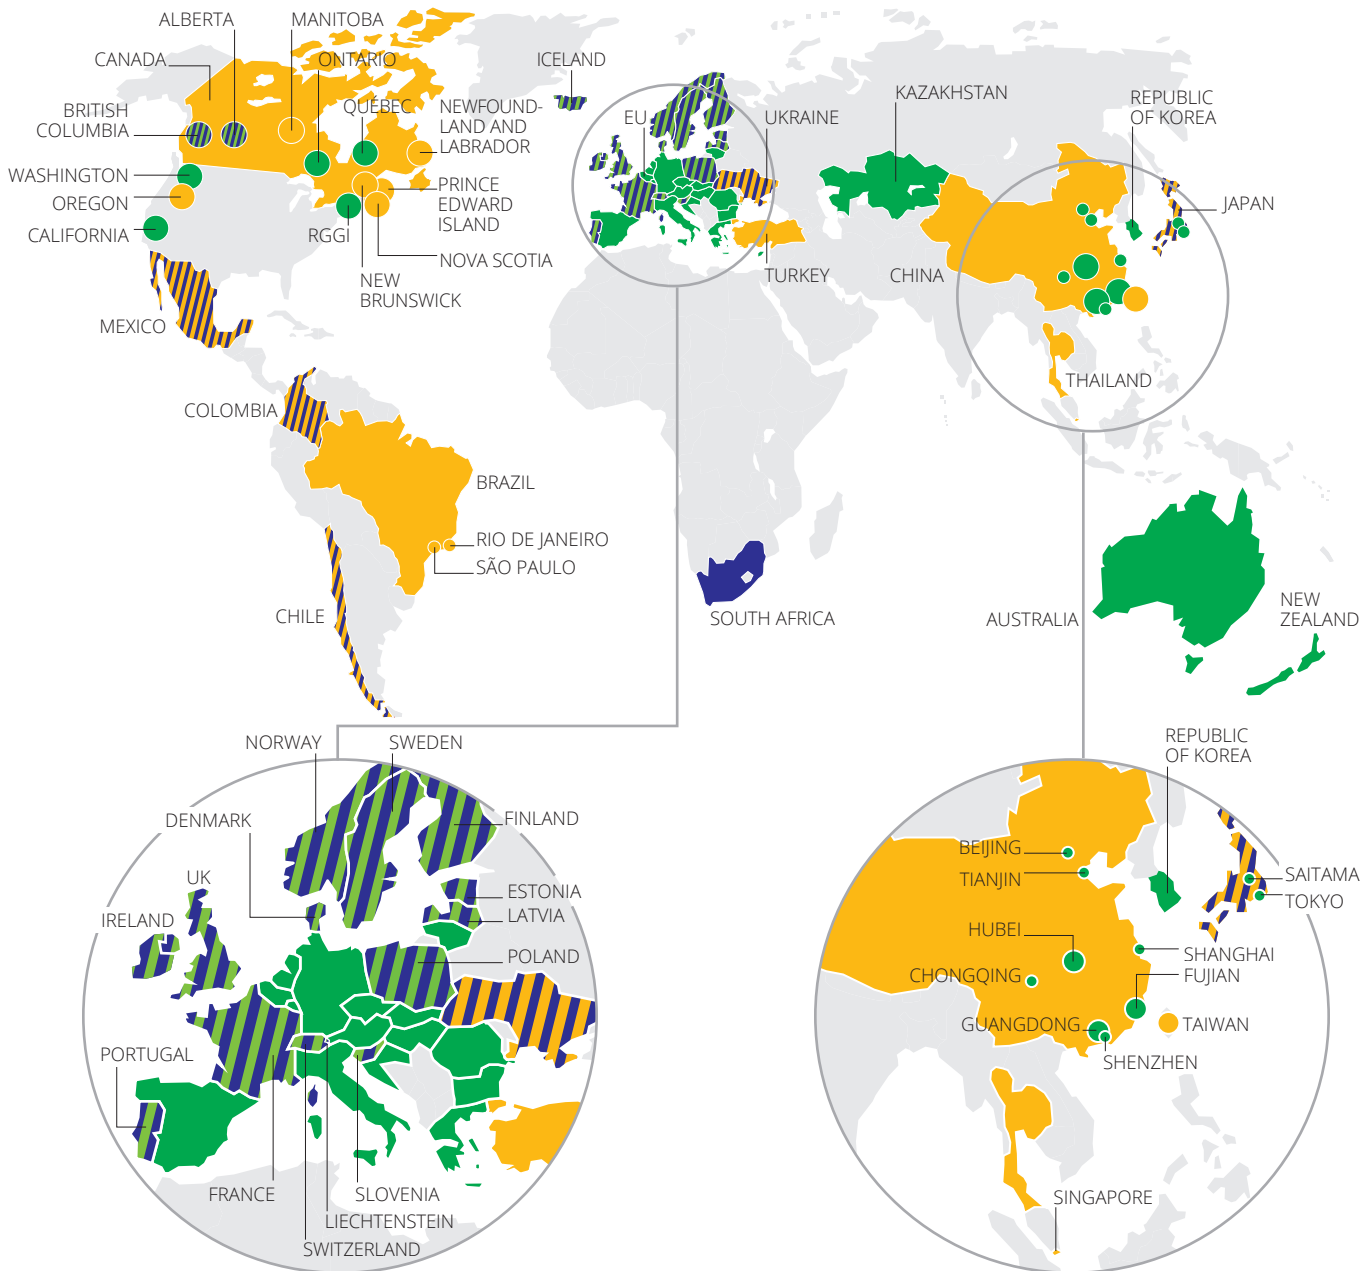 ALBERTA
MANITOBA
CANADA
ONTARIO
ICELAND
BRITISH
COLUMBIA
QUÉBEC
NEWFOUND-
LAND AND
LABRADOR
EU
UKRAINE
KAZAKHSTAN
REPUBLIC
OF KOREA
WASHINGTON
OREGON
CALIFORNIA
RGGI
PRINCE
EDWARD
ISLAND
NOVA SCOTIA
NEW
BRUNSWICK
JAPAN
TURKEY
CHINA
MEXICO
THAILAND
COLOMBIA
BRAZIL
RIO DE JANEIRO
SÃO PAULO
CHILE
SOUTH AFRICA
AUSTRALIA
NEW
ZEALAND
NORWAY
SWEDEN
DENMARK
FINLAND
UK
IRELAND
ESTONIA
LATVIA
POLAND
PORTUGAL
FRANCE
SLOVENIA
LIECHTENSTEIN
SWITZERLAND
REPUBLIC
OF KOREA
BEIJING
TIANJIN
SAITAMA
TOKYO
HUBEI
SHANGHAI
FUJIAN
CHONGQING
GUANGDONG
TAIWAN
SHENZHEN
SINGAPORE